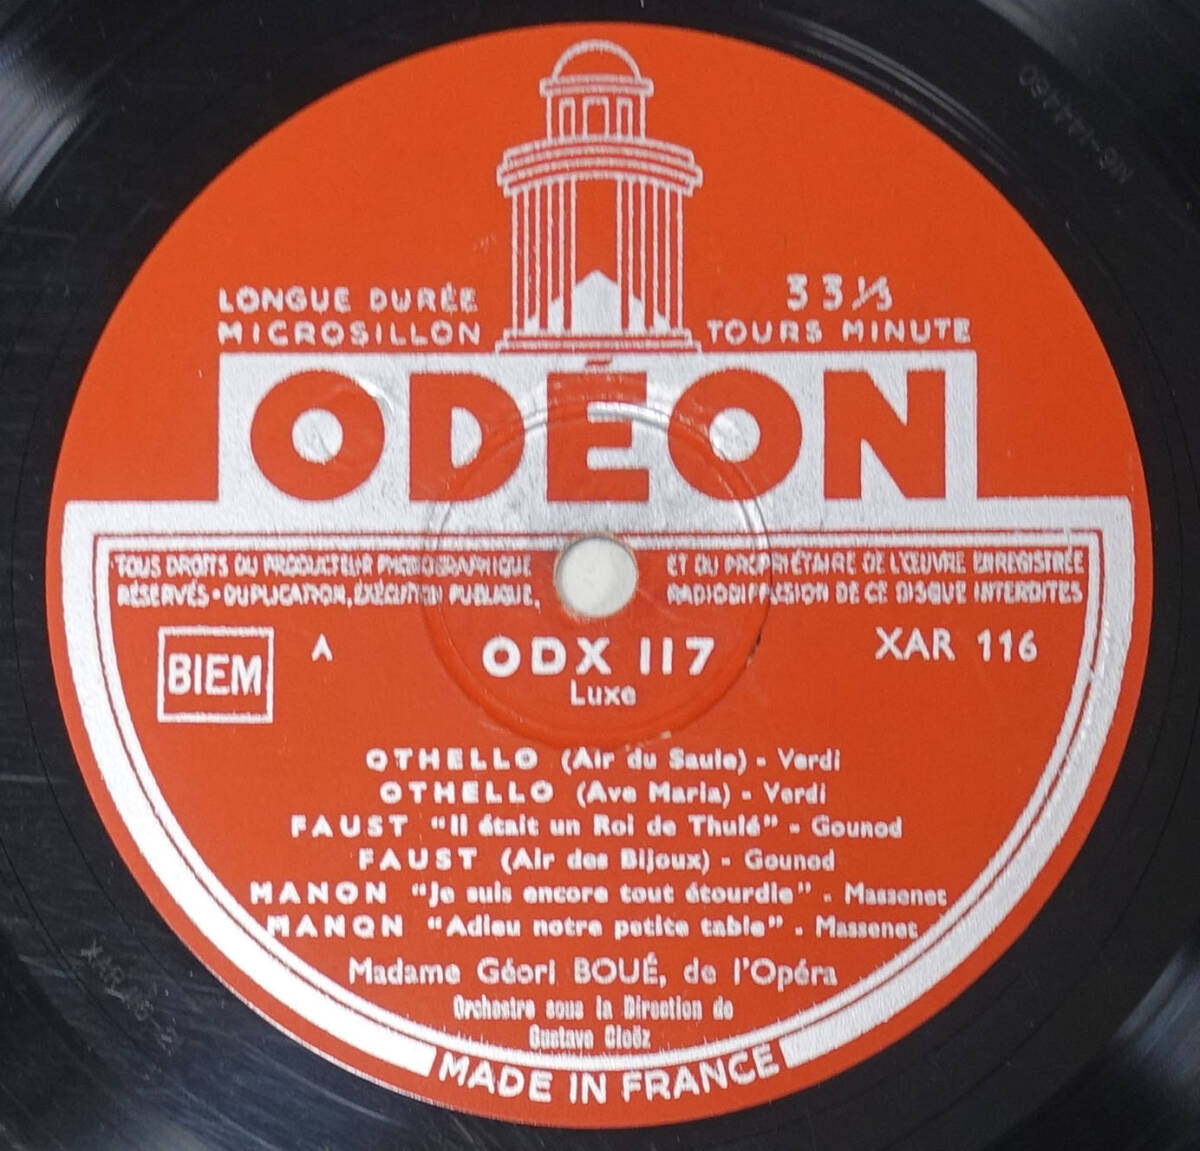 LONGUE DURÉE
MICROSILLON
33 1/3
TOURS MINUTE
ODÉON
TOUS DROITS DU PRODUCTEUR PHONOGRAPHIQUE
RÉSERVÉS • DUPLICATION, EXÉCUTION PUBLIQUE,
ET DU PROPRIÉTAIRE DE L'ŒUVRE ENREGISTRÉE
RADIODIFFUSION DE CE DISQUE INTERDITES
BIEM
A
ODX 117
Luxe
XAR 116
OTHELLO (Air du Saule) - Verdi
OTHELLO (Ave Maria) - Verdi
FAUST "Il était un Roi de Thulé" - Gounod
FAUST (Air des Bijoux) - Gounod
MANON "Je suis encore tout étourdie" - Massenet
MANON "Adieu notre petite table" - Massenet
Madame Géori BOUÉ, de l'Opéra
Orchestre sous la Direction de
Gustave Cloëz
MADE IN FRANCE
M6-144460